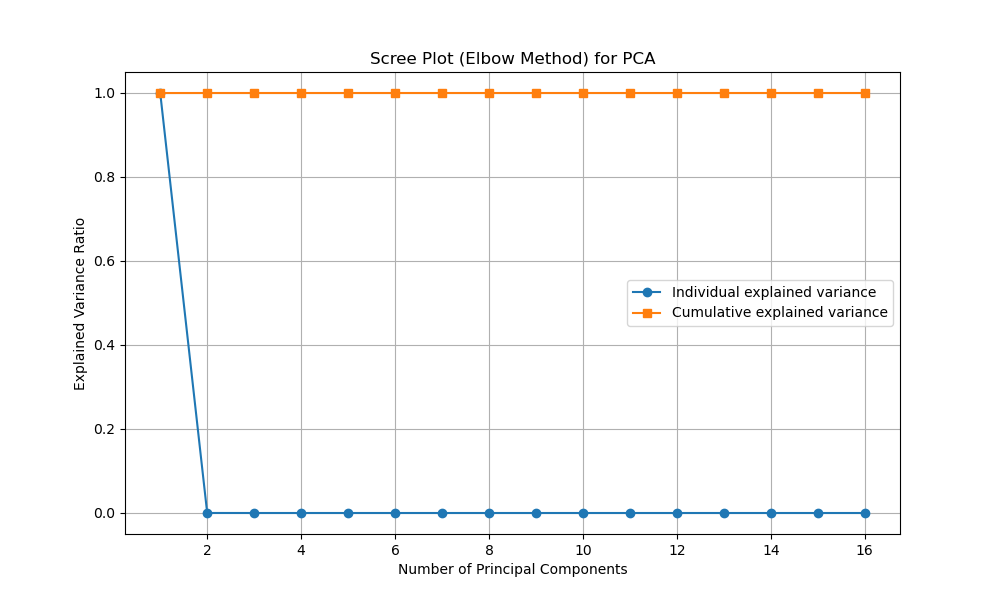 Scree Plot (Elbow Method) for PCA
Explained Variance Ratio
1.0
0.8
0.6
0.4
0.2
0.0
Individual explained variance
Cumulative explained variance
2 4 6 8 10 12 14 16
Number of Principal Components